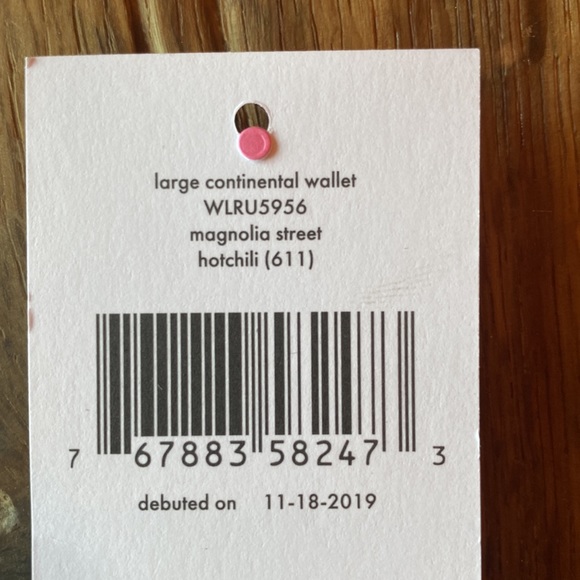 large continental wallet
WLRU5956
magnolia street
hotchili (611)
7 67883 58247 3
debuted on 11-18-2019